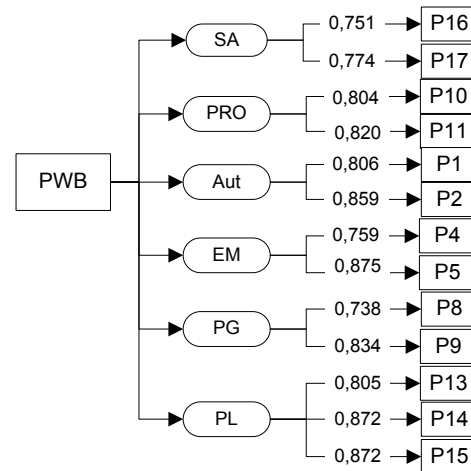 SA
0,751
P16
0,774
P17
PRO
0,804
P10
0,820
P11
PWB
Aut
0,806
P1
0,859
P2
EM
0,759
P4
0,875
P5
PG
0,738
P8
0,834
P9
PL
0,805
P13
0,872
P14
0,872
P15